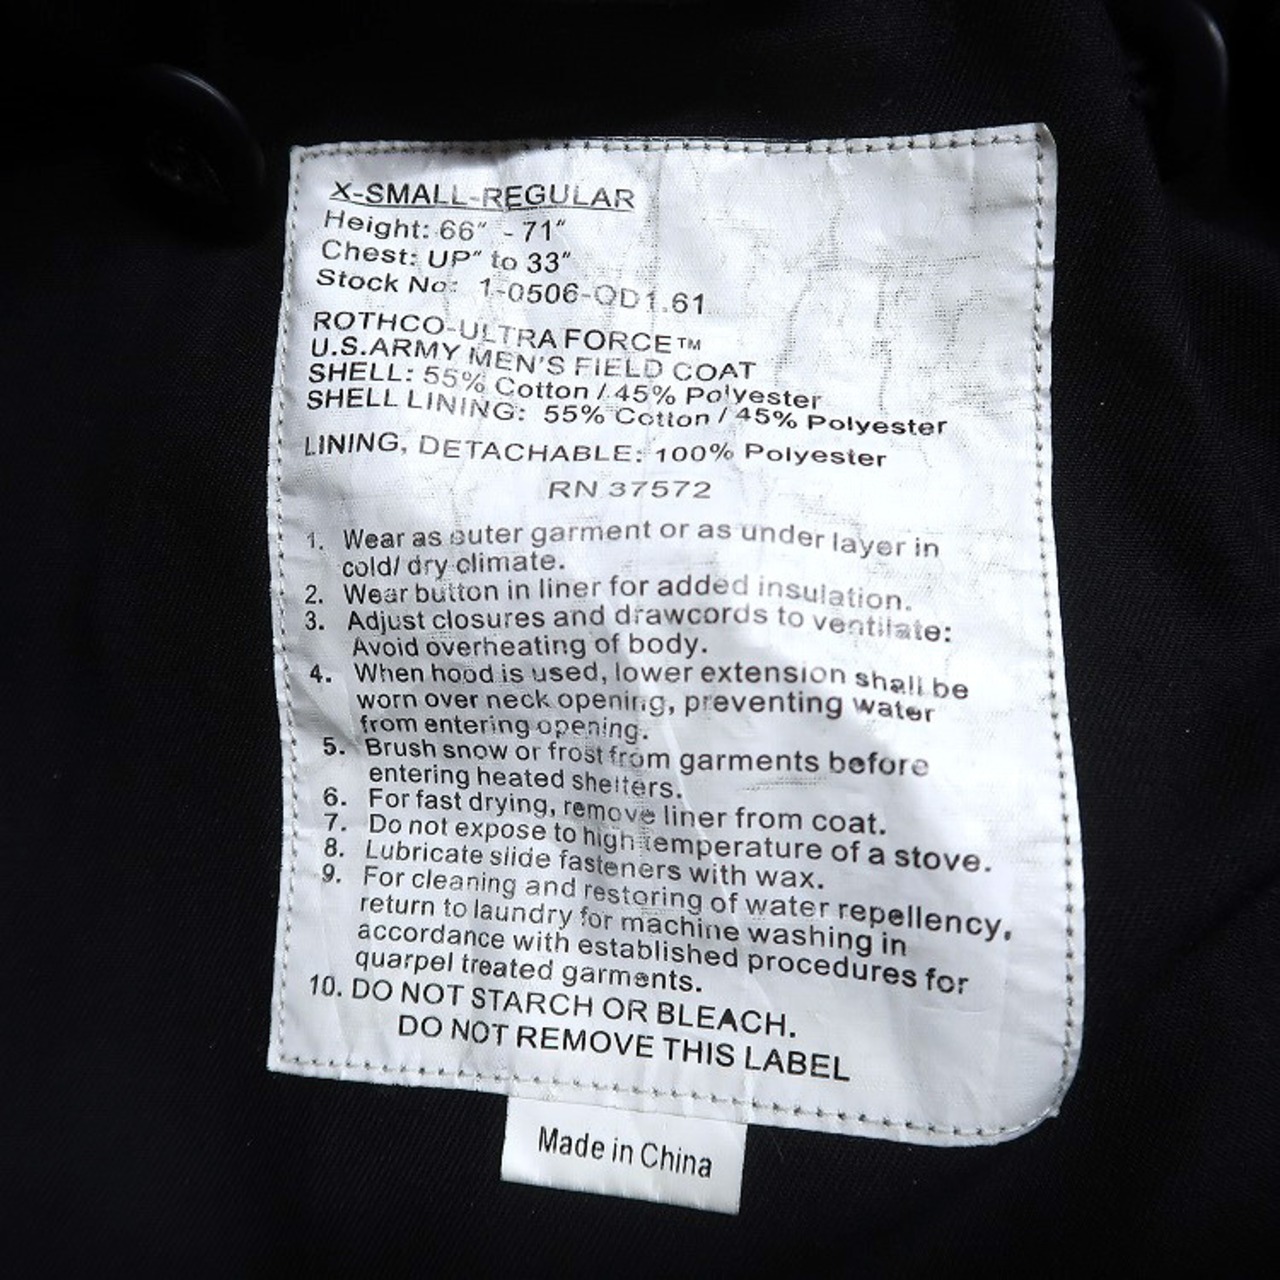 X-SMALL-REGULAR
Height: 66" - 71"
Chest: UP" to 33"
Stock No: 1-0506-OD1.61
ROTHCO-ULTRA FORCE™
U.S.ARMY MEN'S FIELD COAT
SHELL: 55% Cotton / 45% Polyester
SHELL LINING: 55% Cotton / 45% Polyester
LINING, DETACHABLE: 100% Polyester
RN 37572
1. Wear as outer garment or as under layer in
cold/ dry climate.
2. Wear button in liner for added insulation.
3. Adjust closures and drawcords to ventilate:
Avoid overheating of body.
4. When hood is used, lower extension shall be
worn over neck opening, preventing water
from entering opening.
5. Brush snow or frost from garments before
entering heated shelters.
6. For fast drying, remove liner from coat.
7. Do not expose to high temperature of a stove.
8. Lubricate slide fasteners with wax.
9. For cleaning and restoring of water repellency,
return to laundry for machine washing in
accordance with established procedures for
quarpel treated garments.
10. DO NOT STARCH OR BLEACH.
DO NOT REMOVE THIS LABEL
Made in China